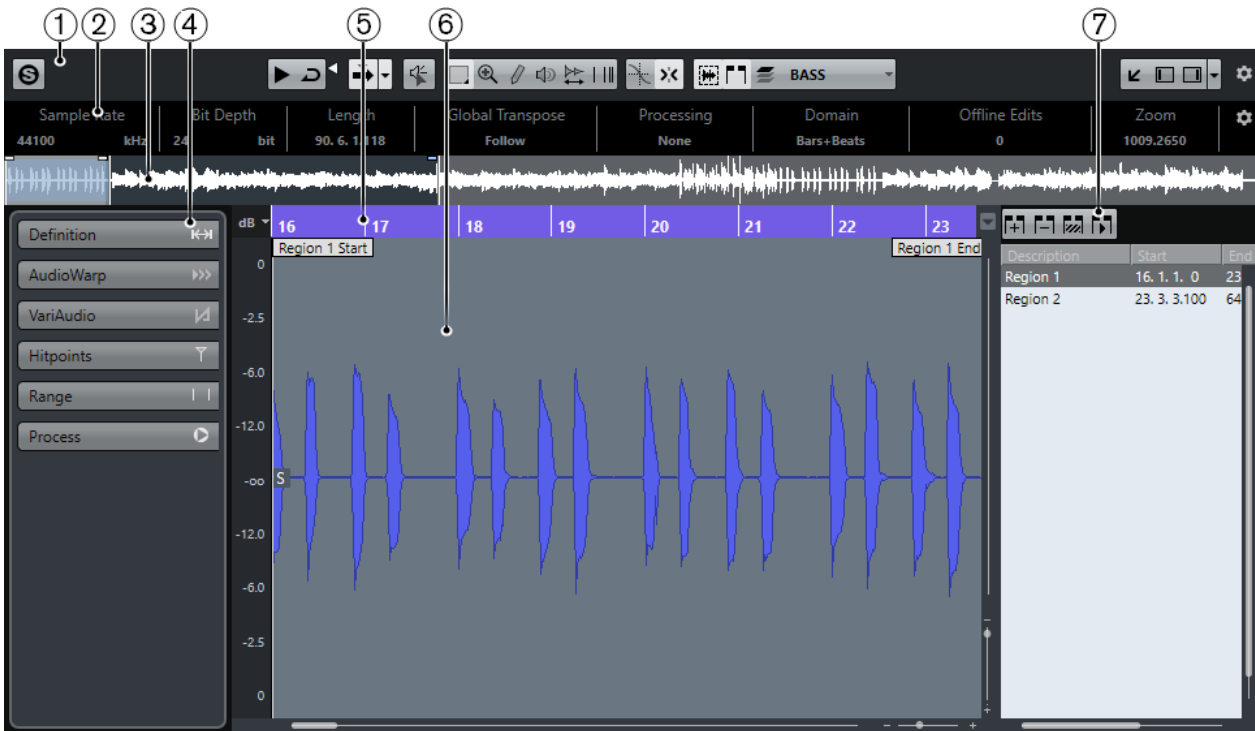 1 2 3 4 5 6 7
S BASS
Sample Rate Bit Depth Length Global Transpose Processing Domain Offline Edits Zoom
44100 kHz 24 bit 90. 6. 1.118 Follow None Bars+Beats 0 1009.2650
Definition
AudioWarp
VariAudio
Hitpoints
Range
Process
dB 16 17 18 19 20 21 22 23
Region 1 Start Region 1 End
0
-2.5
-6.0
-12.0
-oo S
-12.0
-6.0
-2.5
0
Description Start End
Region 1 16. 1. 1. 0 23
Region 2 23. 3. 3.100 64